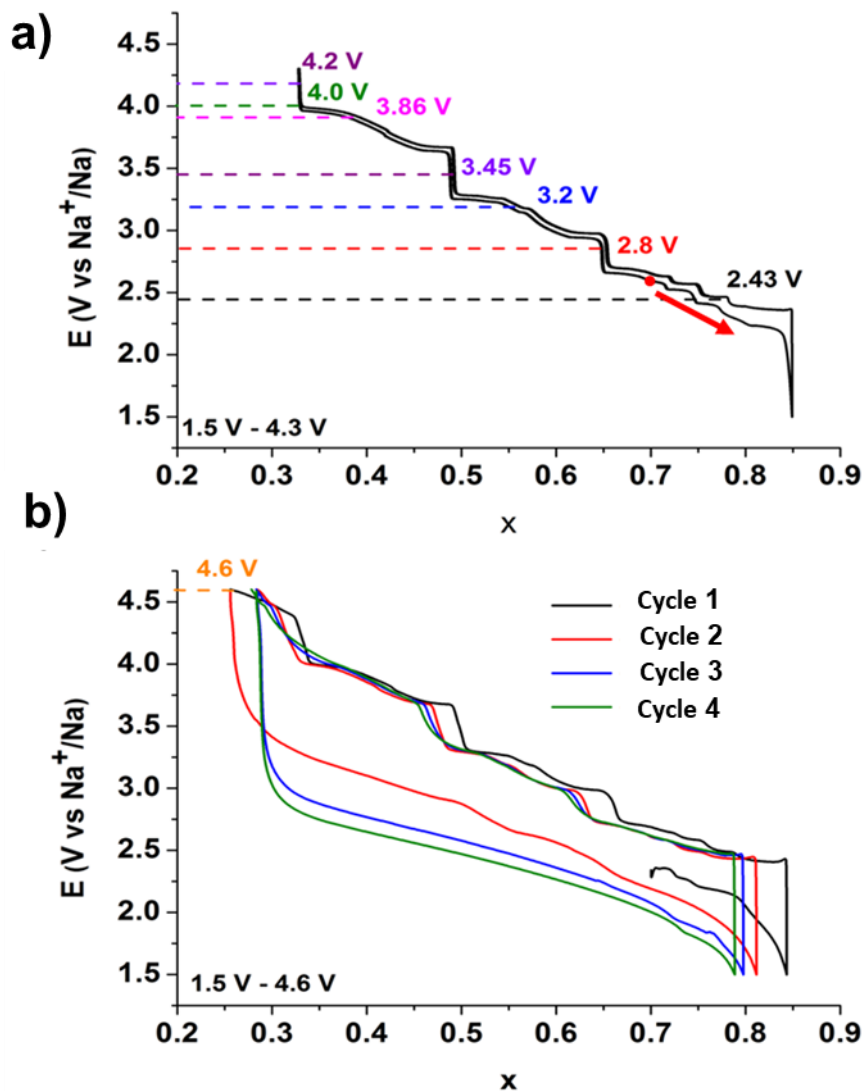 a)
4.5
4.2 V
4.0 V
4.0
3.86 V
3.5
3.45 V
3.2 V
3.0
2.8 V
2.43 V
2.5
2.0
1.5
E (V vs Na⁺/Na)
1.5 V - 4.3 V
0.2 0.3 0.4 0.5 0.6 0.7 0.8 0.9
x
b)
4.6 V
4.5
Cycle 1
Cycle 2
Cycle 3
Cycle 4
4.0
3.5
3.0
2.5
2.0
1.5
E (V vs Na⁺/Na)
1.5 V - 4.6 V
0.2 0.3 0.4 0.5 0.6 0.7 0.8 0.9
x